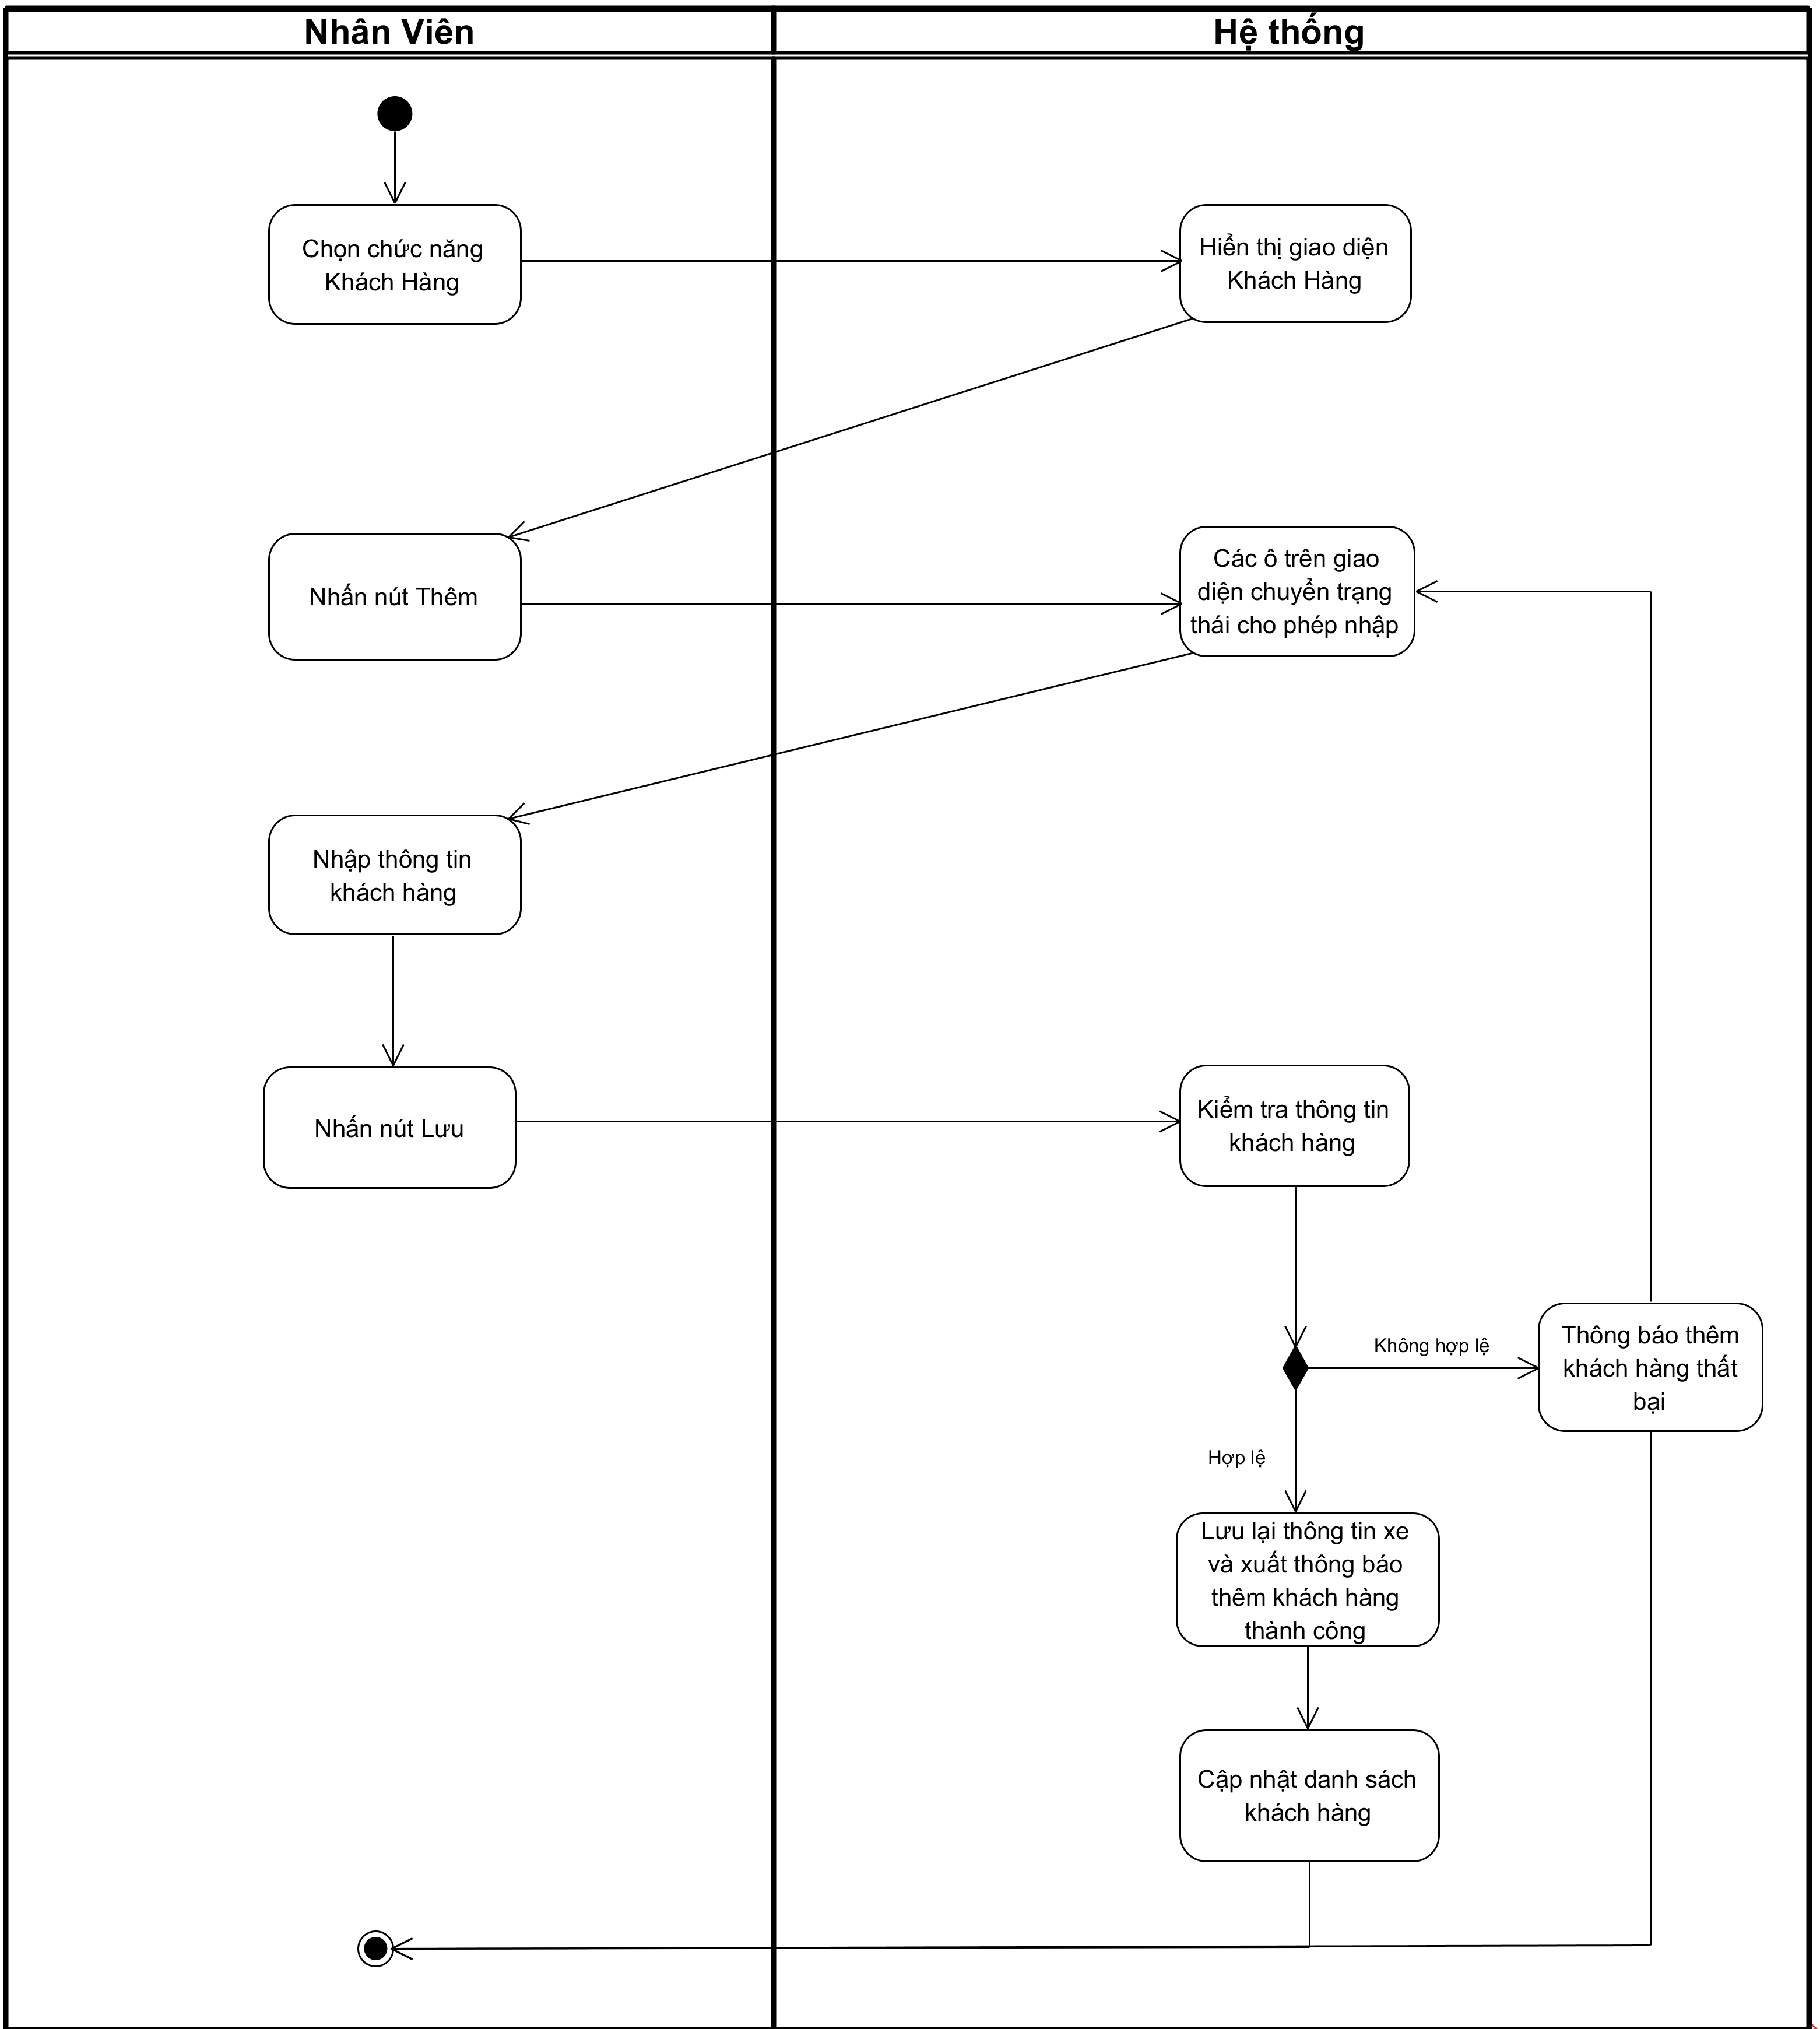 Nhân Viên
Hệ thống
Chọn chức năng
Khách Hàng
Hiển thị giao diện
Khách Hàng
Nhấn nút Thêm
Các ô trên giao
diện chuyển trạng
thái cho phép nhập
Nhập thông tin
khách hàng
Nhấn nút Lưu
Kiểm tra thông tin
khách hàng
Không hợp lệ
Thông báo thêm
khách hàng thất
bại
Hợp lệ
Lưu lại thông tin xe
và xuất thông báo
thêm khách hàng
thành công
Cập nhật danh sách
khách hàng